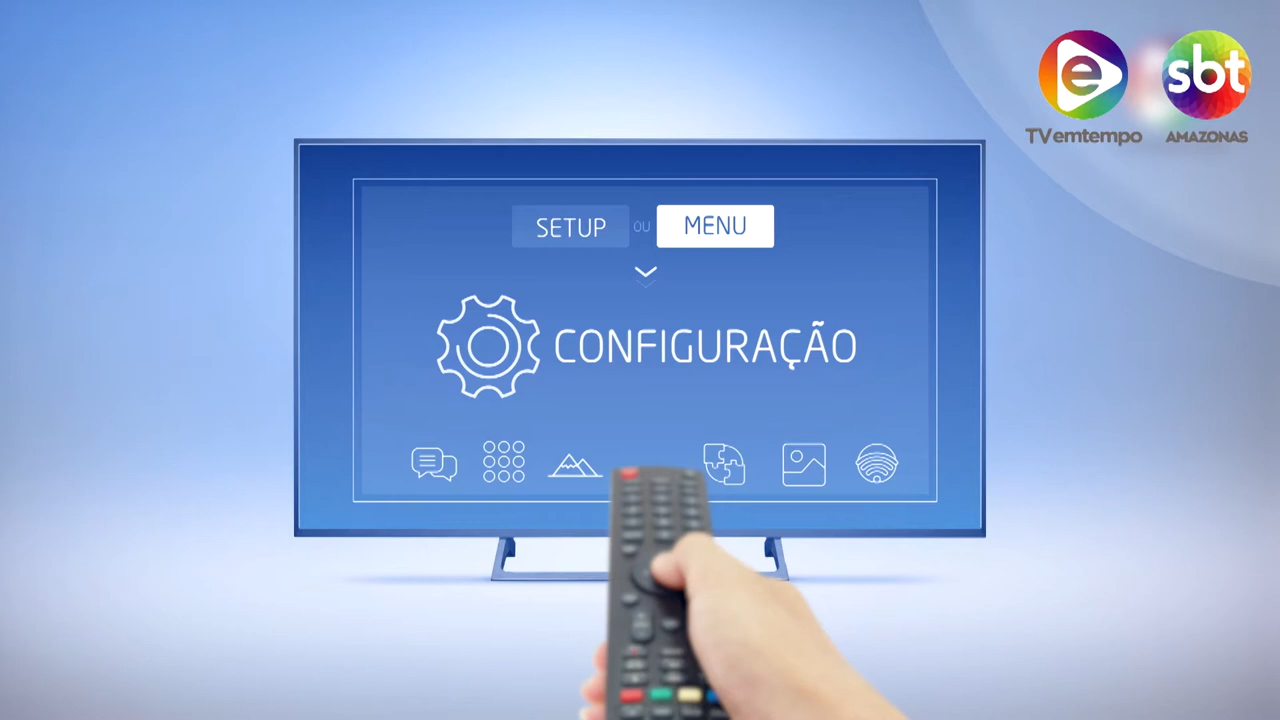 e
sbt
TVemtempo
AMAZONAS
SETUP OU MENU
CONFIGURAÇÃO